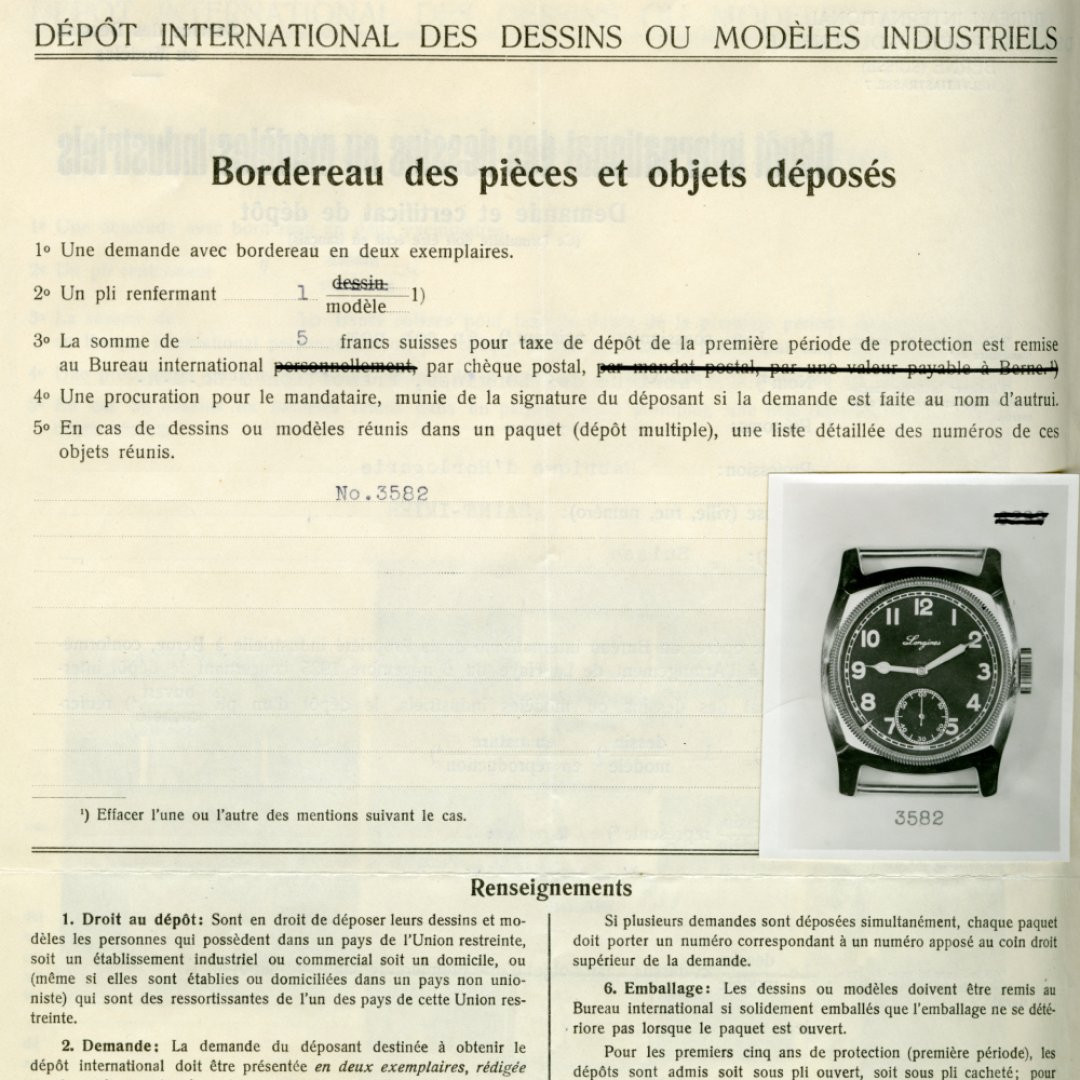 DÉPÔT INTERNATIONAL DES DESSINS OU MODÈLES INDUSTRIELS
Bordereau des pièces et objets déposés
1º Une demande avec bordereau en deux exemplaires.
2º Un pli renfermant 1 dessin
modèle 1)
3º La somme de 5 francs suisses pour taxe de dépôt de la première période de protection est remise
au Bureau international personnellement, par chèque postal, par mandat postal, par une valeur payable à Berne.¹)
4º Une procuration pour le mandataire, munie de la signature du déposant si la demande est faite au nom d'autrui.
5º En cas de dessins ou modèles réunis dans un paquet (dépôt multiple), une liste détaillée des numéros de ces
objets réunis.
No.3582
12
11 1
10 Longines 2
9 3
8 4
7 5
60
30
3582
¹) Effacer l'une ou l'autre des mentions suivant le cas.
Renseignements
1. Droit au dépôt: Sont en droit de déposer leurs dessins et mo-
dèles les personnes qui possèdent dans un pays de l'Union restreinte,
soit un établissement industriel ou commercial soit un domicile, ou
(même si elles sont établies ou domiciliées dans un pays non unio-
niste) qui sont des ressortissantes de l'un des pays de cette Union res-
treinte.
2. Demande: La demande du déposant destinée à obtenir le
dépôt international doit être présentée en deux exemplaires, rédigée
Si plusieurs demandes sont déposées simultanément, chaque paquet
doit porter un numéro correspondant à un numéro apposé au coin droit
supérieur de la demande.
6. Emballage: Les dessins ou modèles doivent être remis au
Bureau international si solidement emballés que l'emballage ne se dété-
riore pas lorsque le paquet est ouvert.
Pour les premiers cinq ans de protection (première période), les
dépôts sont admis soit sous pli ouvert, soit sous pli cacheté; pour